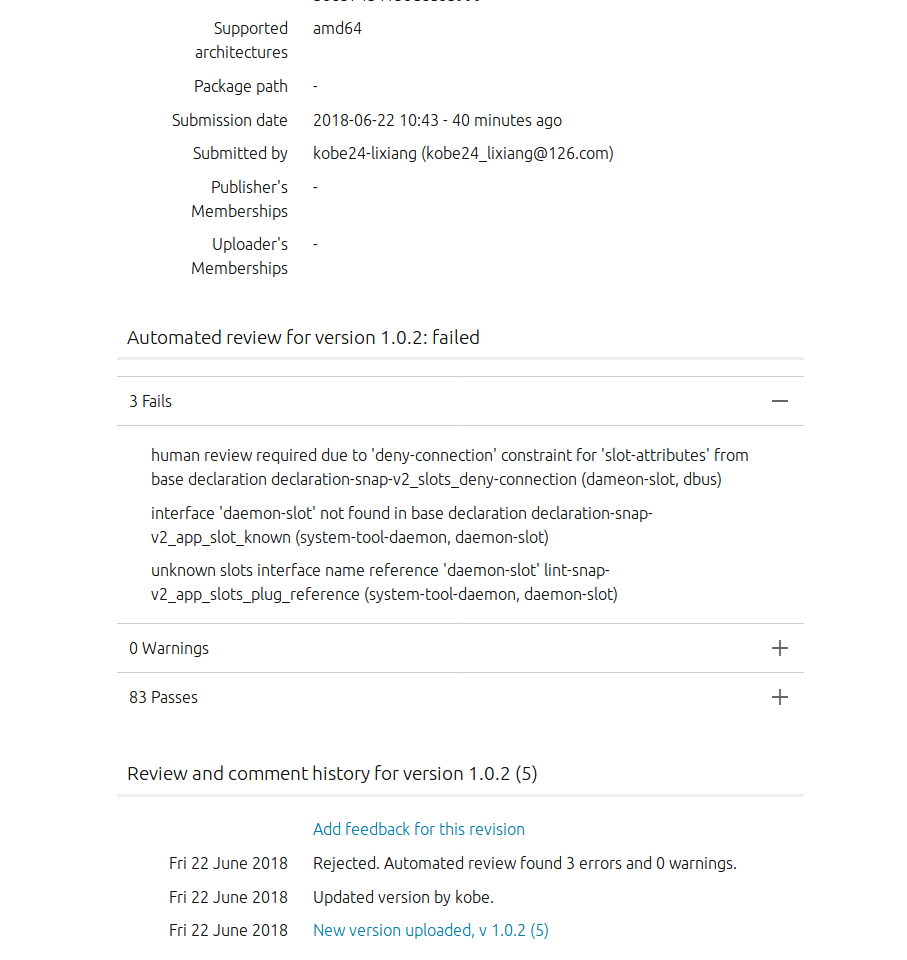 Supported architectures
amd64
Package path
-
Submission date
2018-06-22 10:43 - 40 minutes ago
Submitted by
kobe24-lixiang (kobe24_lixiang@126.com)
Publisher's Memberships
-
Uploader's Memberships
-
Automated review for version 1.0.2: failed
3 Fails
human review required due to 'deny-connection' constraint for 'slot-attributes' from
base declaration declaration-snap-v2_slots_deny-connection (dameon-slot, dbus)
interface 'daemon-slot' not found in base declaration declaration-snap-
v2_app_slot_known (system-tool-daemon, daemon-slot)
unknown slots interface name reference 'daemon-slot' lint-snap-
v2_app_slots_plug_reference (system-tool-daemon, daemon-slot)
0 Warnings
83 Passes
Review and comment history for version 1.0.2 (5)
Add feedback for this revision
Fri 22 June 2018
Rejected. Automated review found 3 errors and 0 warnings.
Fri 22 June 2018
Updated version by kobe.
Fri 22 June 2018
New version uploaded, v 1.0.2 (5)